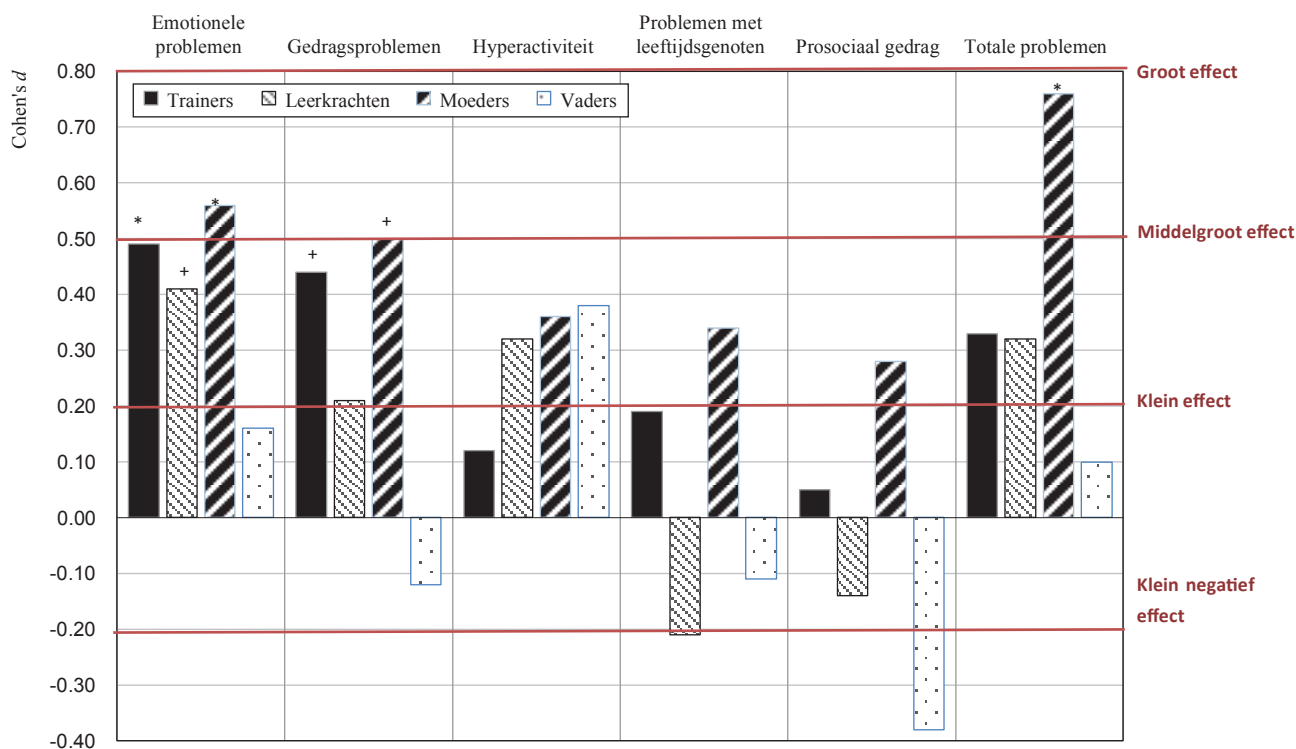 Emotionele
problemen
Gedragsproblemen
Hyperactiviteit
Problemen met
leeftijdsgenoten
Prosociaal gedrag
Totale problemen
Cohen's d
0.80
0.70
0.60
0.50
0.40
0.30
0.20
0.10
0.00
-0.10
-0.20
-0.30
-0.40
Trainers Leerkrachten Moeders Vaders
*
+
*
+
+
*
Groot effect
Middelgroot effect
Klein effect
Klein negatief
effect